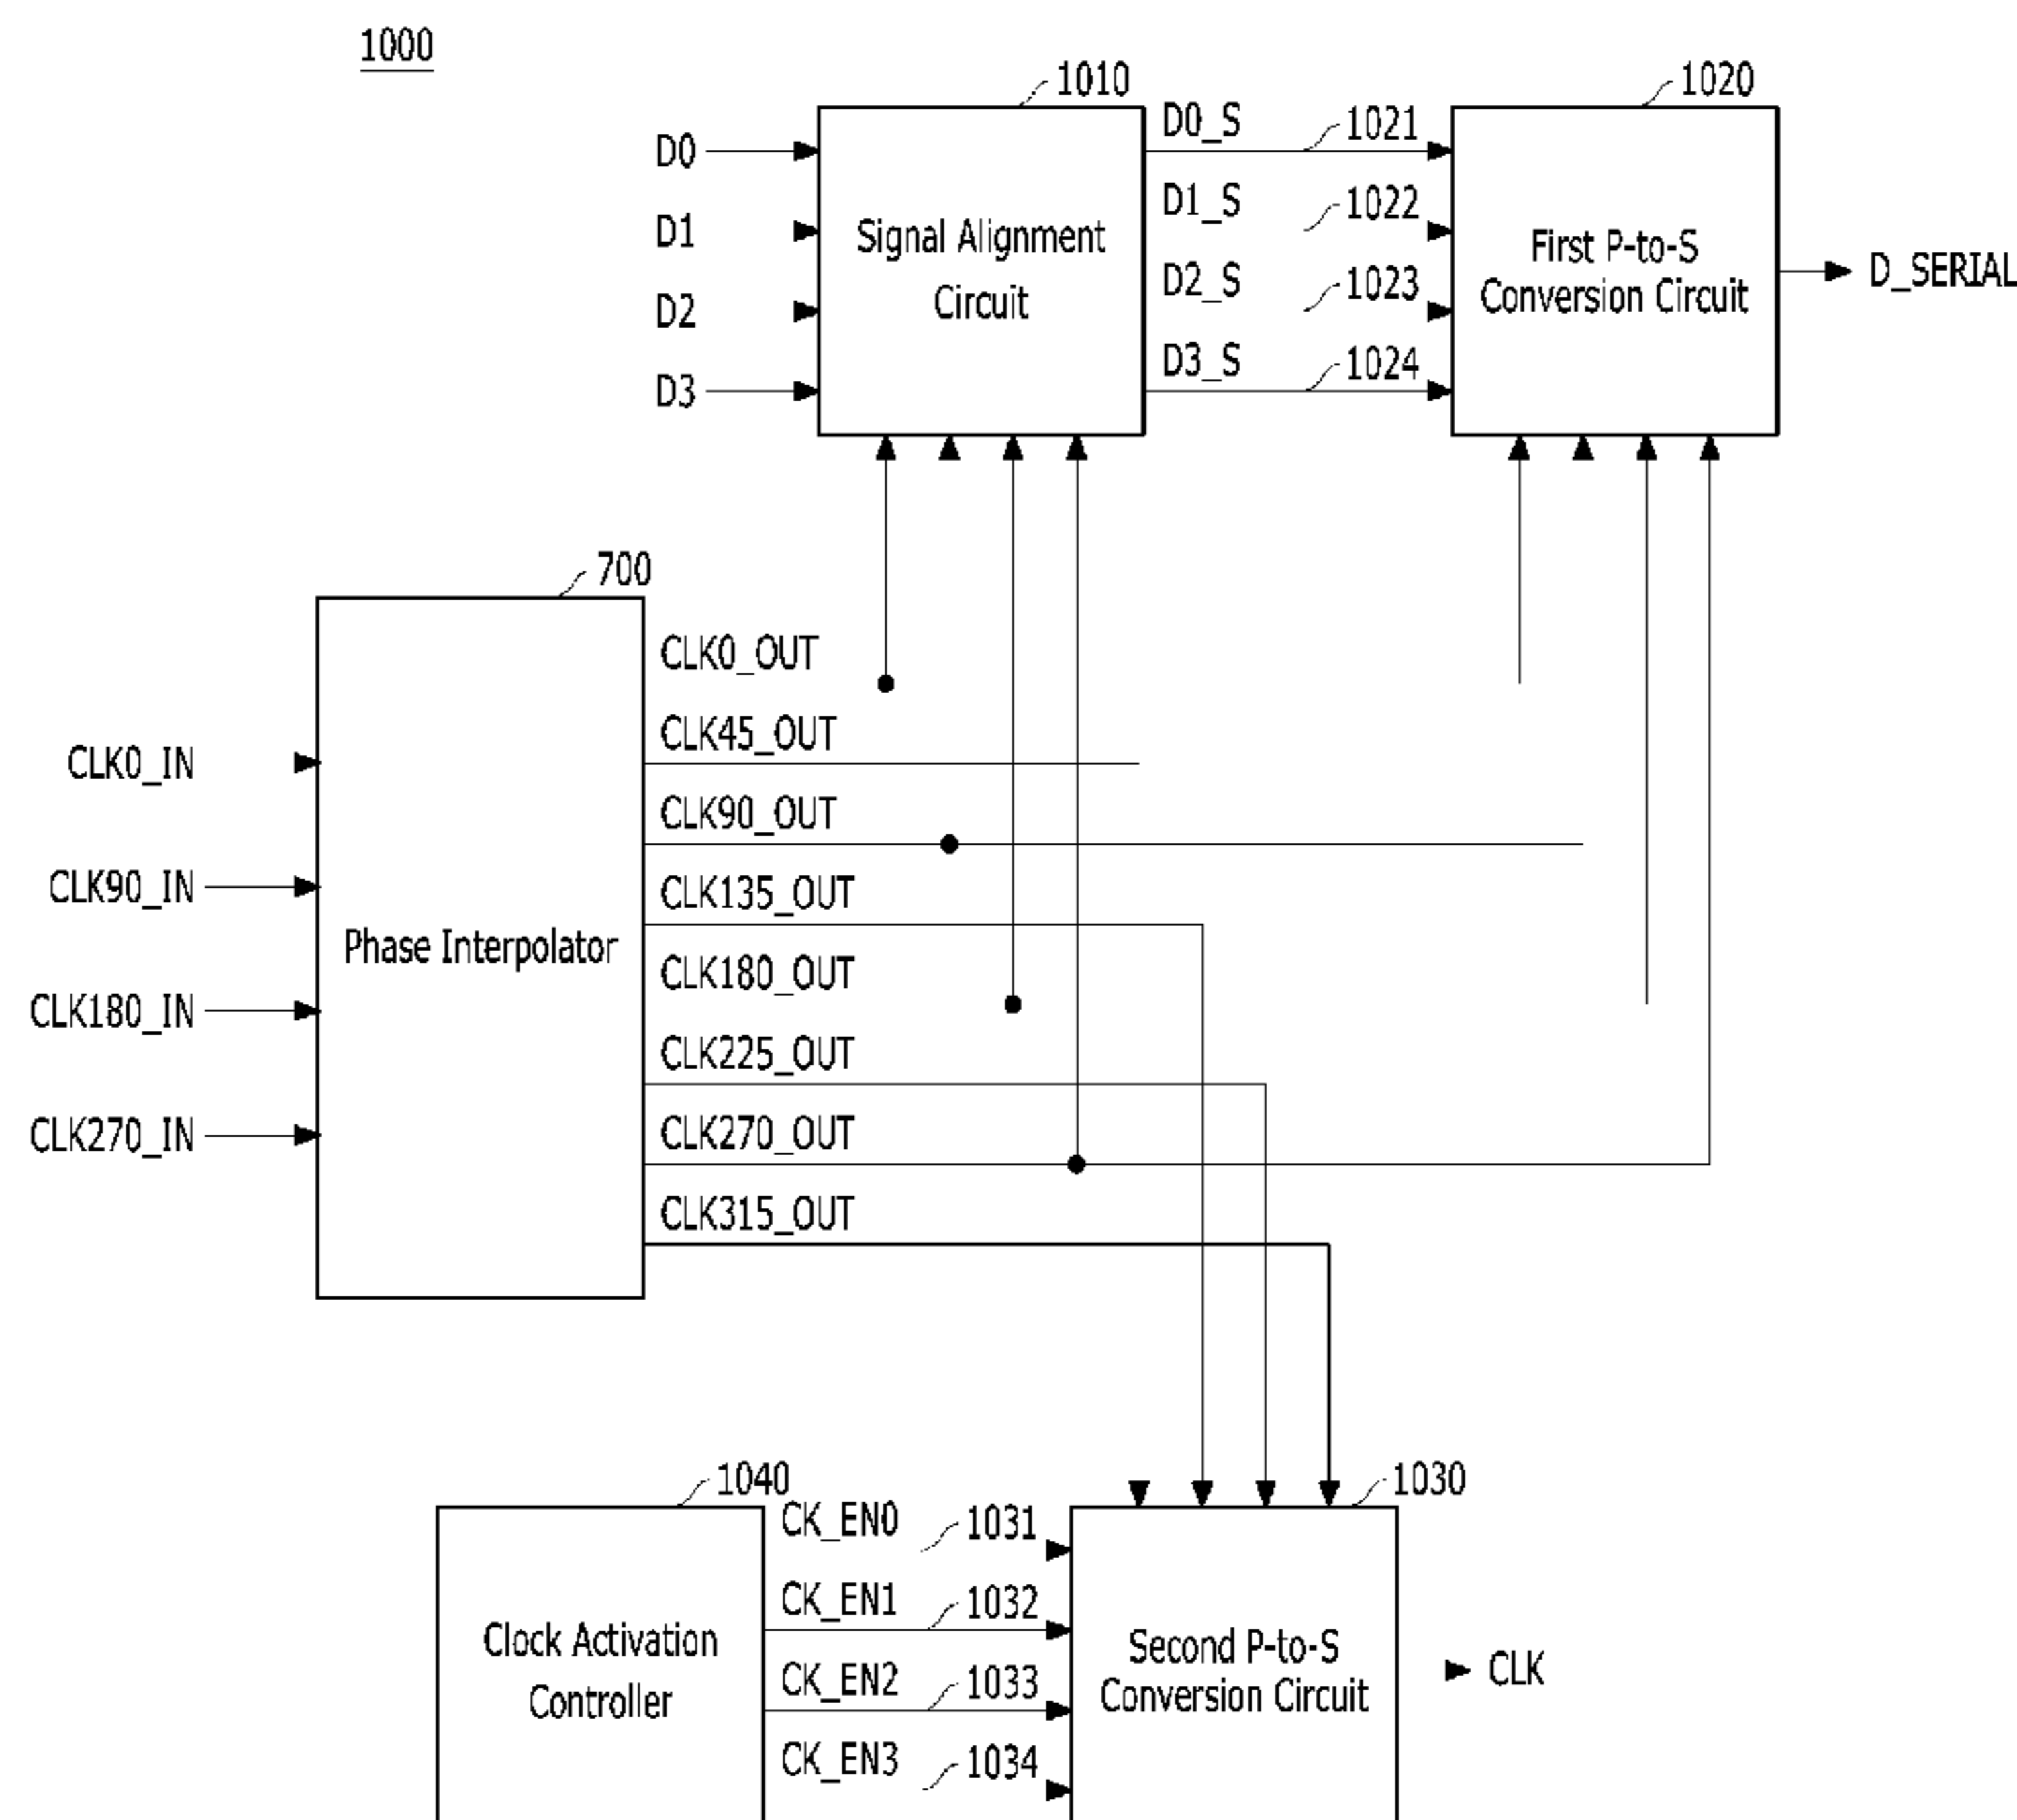 1000
1010
1020
D0
D1
D2
D3
Signal Alignment
Circuit
D0_S
1021
D1_S
1022
D2_S
1023
D3_S
1024
First P-to-S
Conversion Circuit
D_SERIAL
700
CLK0_IN
CLK90_IN
CLK180_IN
CLK270_IN
Phase Interpolator
CLK0_OUT
CLK45_OUT
CLK90_OUT
CLK135_OUT
CLK180_OUT
CLK225_OUT
CLK270_OUT
CLK315_OUT
1040
1030
Clock Activation
Controller
CK_EN0
1031
CK_EN1
1032
CK_EN2
1033
CK_EN3
1034
Second P-to-S
Conversion Circuit
CLK